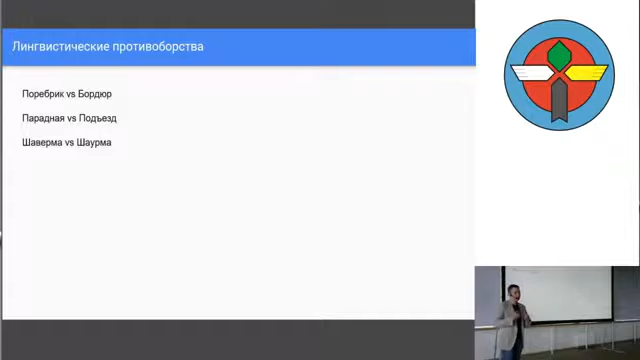 Лингвистические противоборства
Поребрик vs Бордюр
Парадная vs Подъезд
Шаверма vs Шаурма